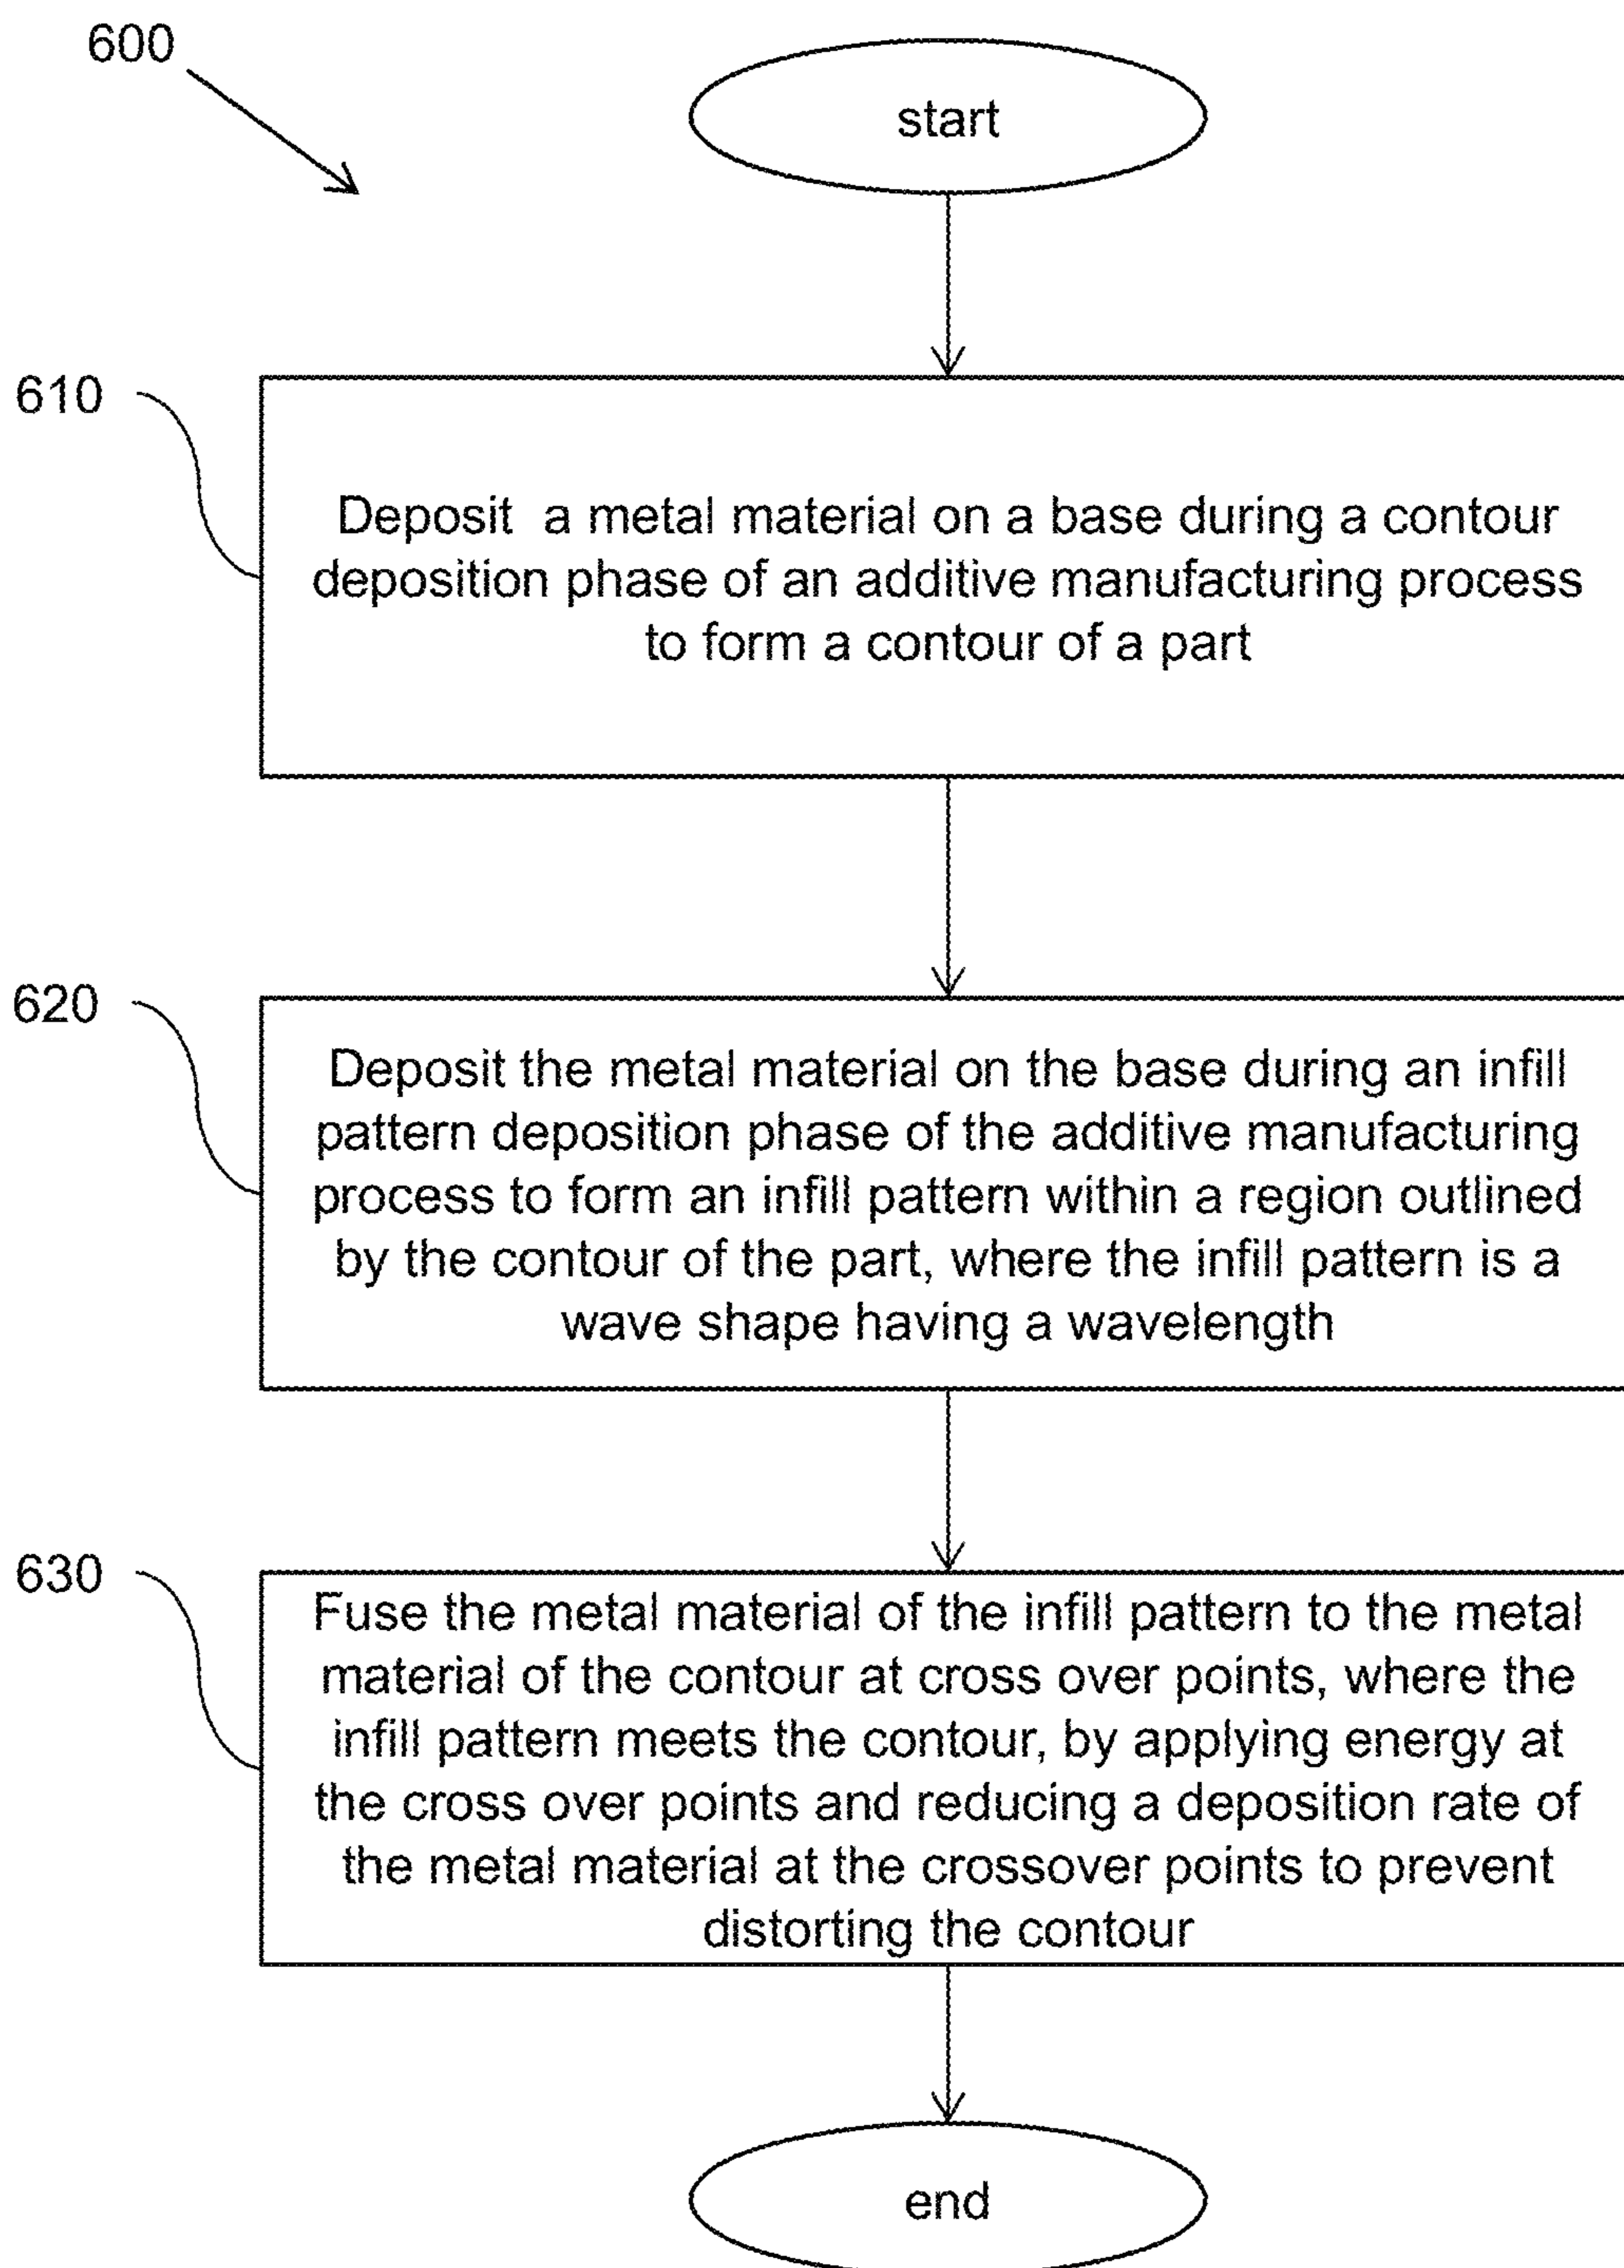 600
start
610
Deposit a metal material on a base during a contour
deposition phase of an additive manufacturing process
to form a contour of a part
620
Deposit the metal material on the base during an infill
pattern deposition phase of the additive manufacturing
process to form an infill pattern within a region outlined
by the contour of the part, where the infill pattern is a
wave shape having a wavelength
630
Fuse the metal material of the infill pattern to the metal
material of the contour at cross over points, where the
infill pattern meets the contour, by applying energy at
the cross over points and reducing a deposition rate of
the metal material at the crossover points to prevent
distorting the contour
end